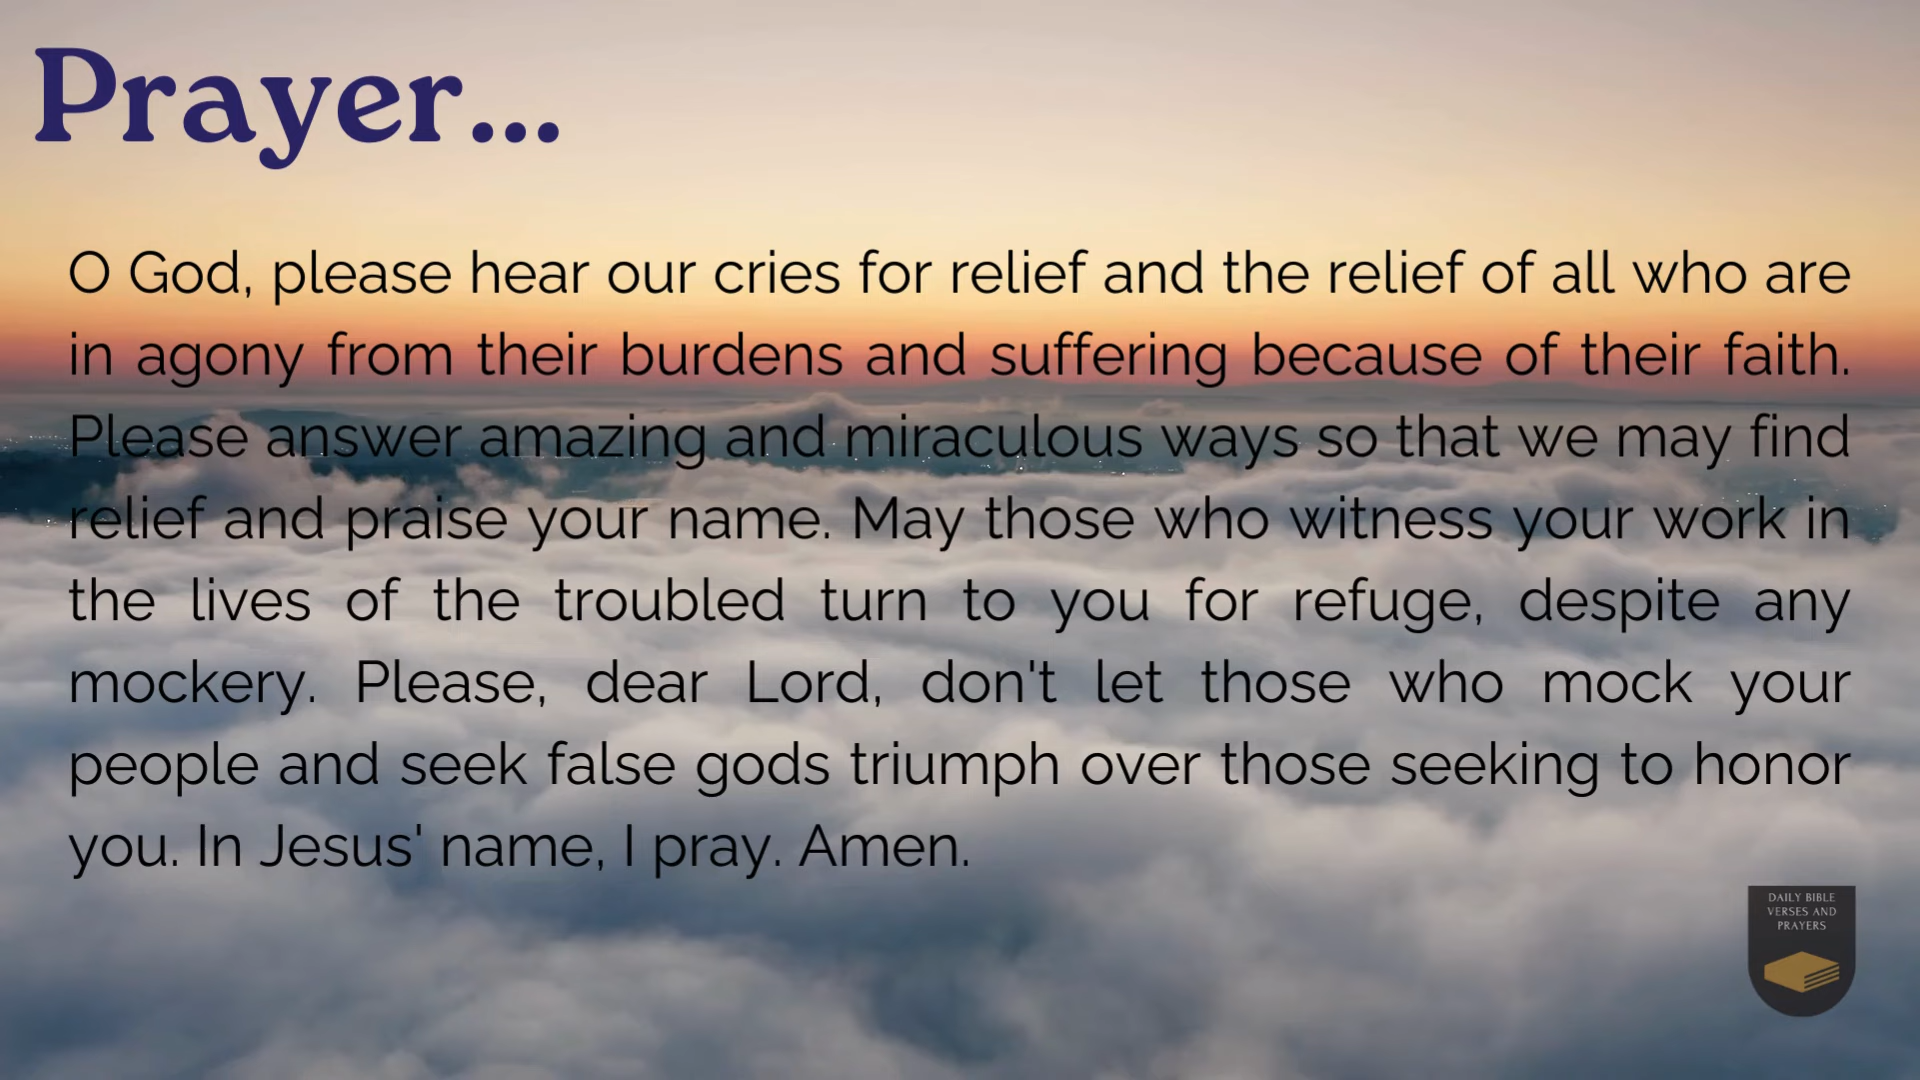 Prayer...
O God, please hear our cries for relief and the relief of all who are
in agony from their burdens and suffering because of their faith.
Please answer amazing and miraculous ways so that we may find
relief and praise your name. May those who witness your work in
the lives of the troubled turn to you for refuge, despite any
mockery. Please, dear Lord, don't let those who mock your
people and seek false gods triumph over those seeking to honor
you. In Jesus' name, I pray. Amen.
DAILY BIBLE
VERSES AND
PRAYERS